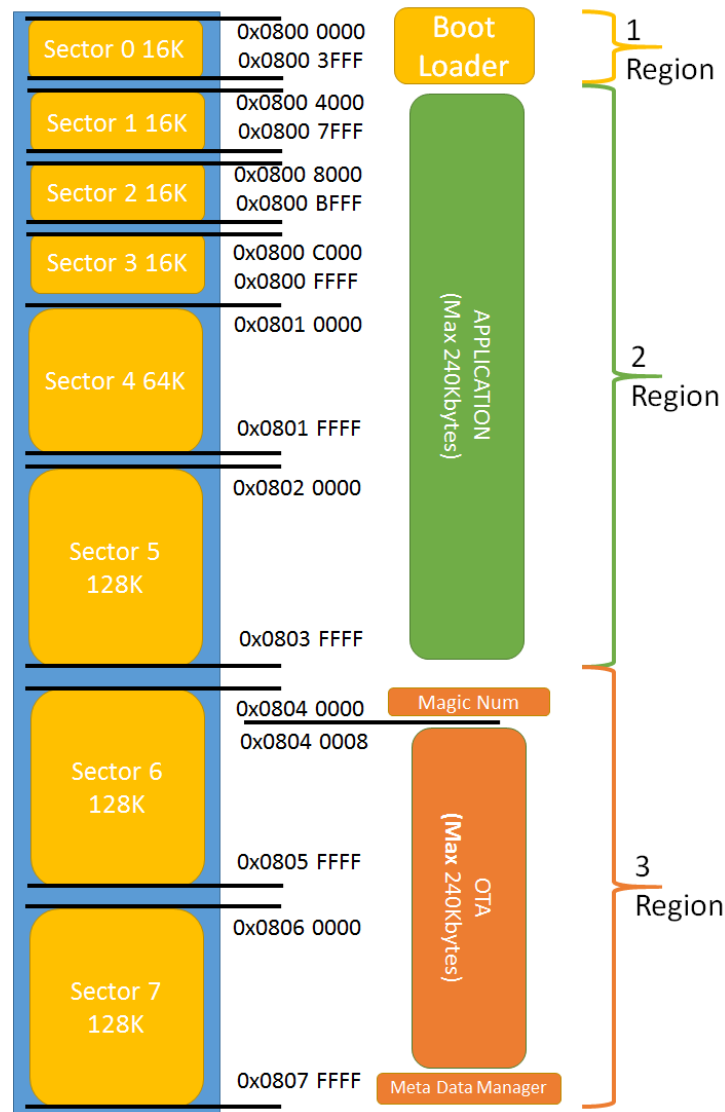 Sector 0 16K
0x0800 0000
0x0800 3FFF
Boot
Loader
1
Region
Sector 1 16K
0x0800 4000
0x0800 7FFF
Sector 2 16K
0x0800 8000
0x0800 BFFF
Sector 3 16K
0x0800 C000
0x0800 FFFF
Sector 4 64K
0x0801 0000
0x0801 FFFF
Sector 5
128K
0x0802 0000
0x0803 FFFF
APPLICATION
(Max 240Kbytes)
2
Region
Sector 6
128K
0x0804 0000
0x0804 0008
0x0805 FFFF
Magic Num
Sector 7
128K
0x0806 0000
0x0807 FFFF
OTA
(Max 240Kbytes)
Meta Data Manager
3
Region